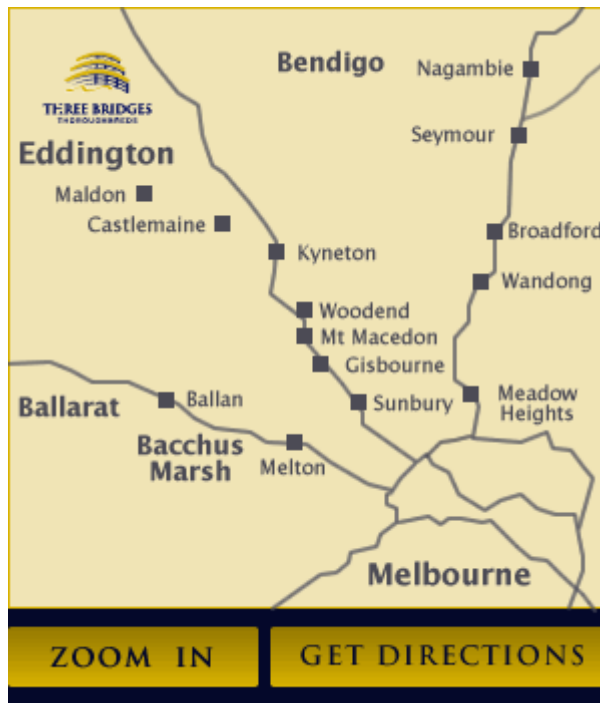 Bendigo
Nagambie
THREE BRIDGES
THOROUGHBREDS
Seymour
Eddington
Maldon
Castlemaine
Broadford
Kyneton
Wandong
Woodend
Mt Macedon
Gisbourne
Ballarat
Ballan
Sunbury
Meadow
Heights
Bacchus
Marsh
Melton
Melbourne
ZOOM IN
GET DIRECTIONS